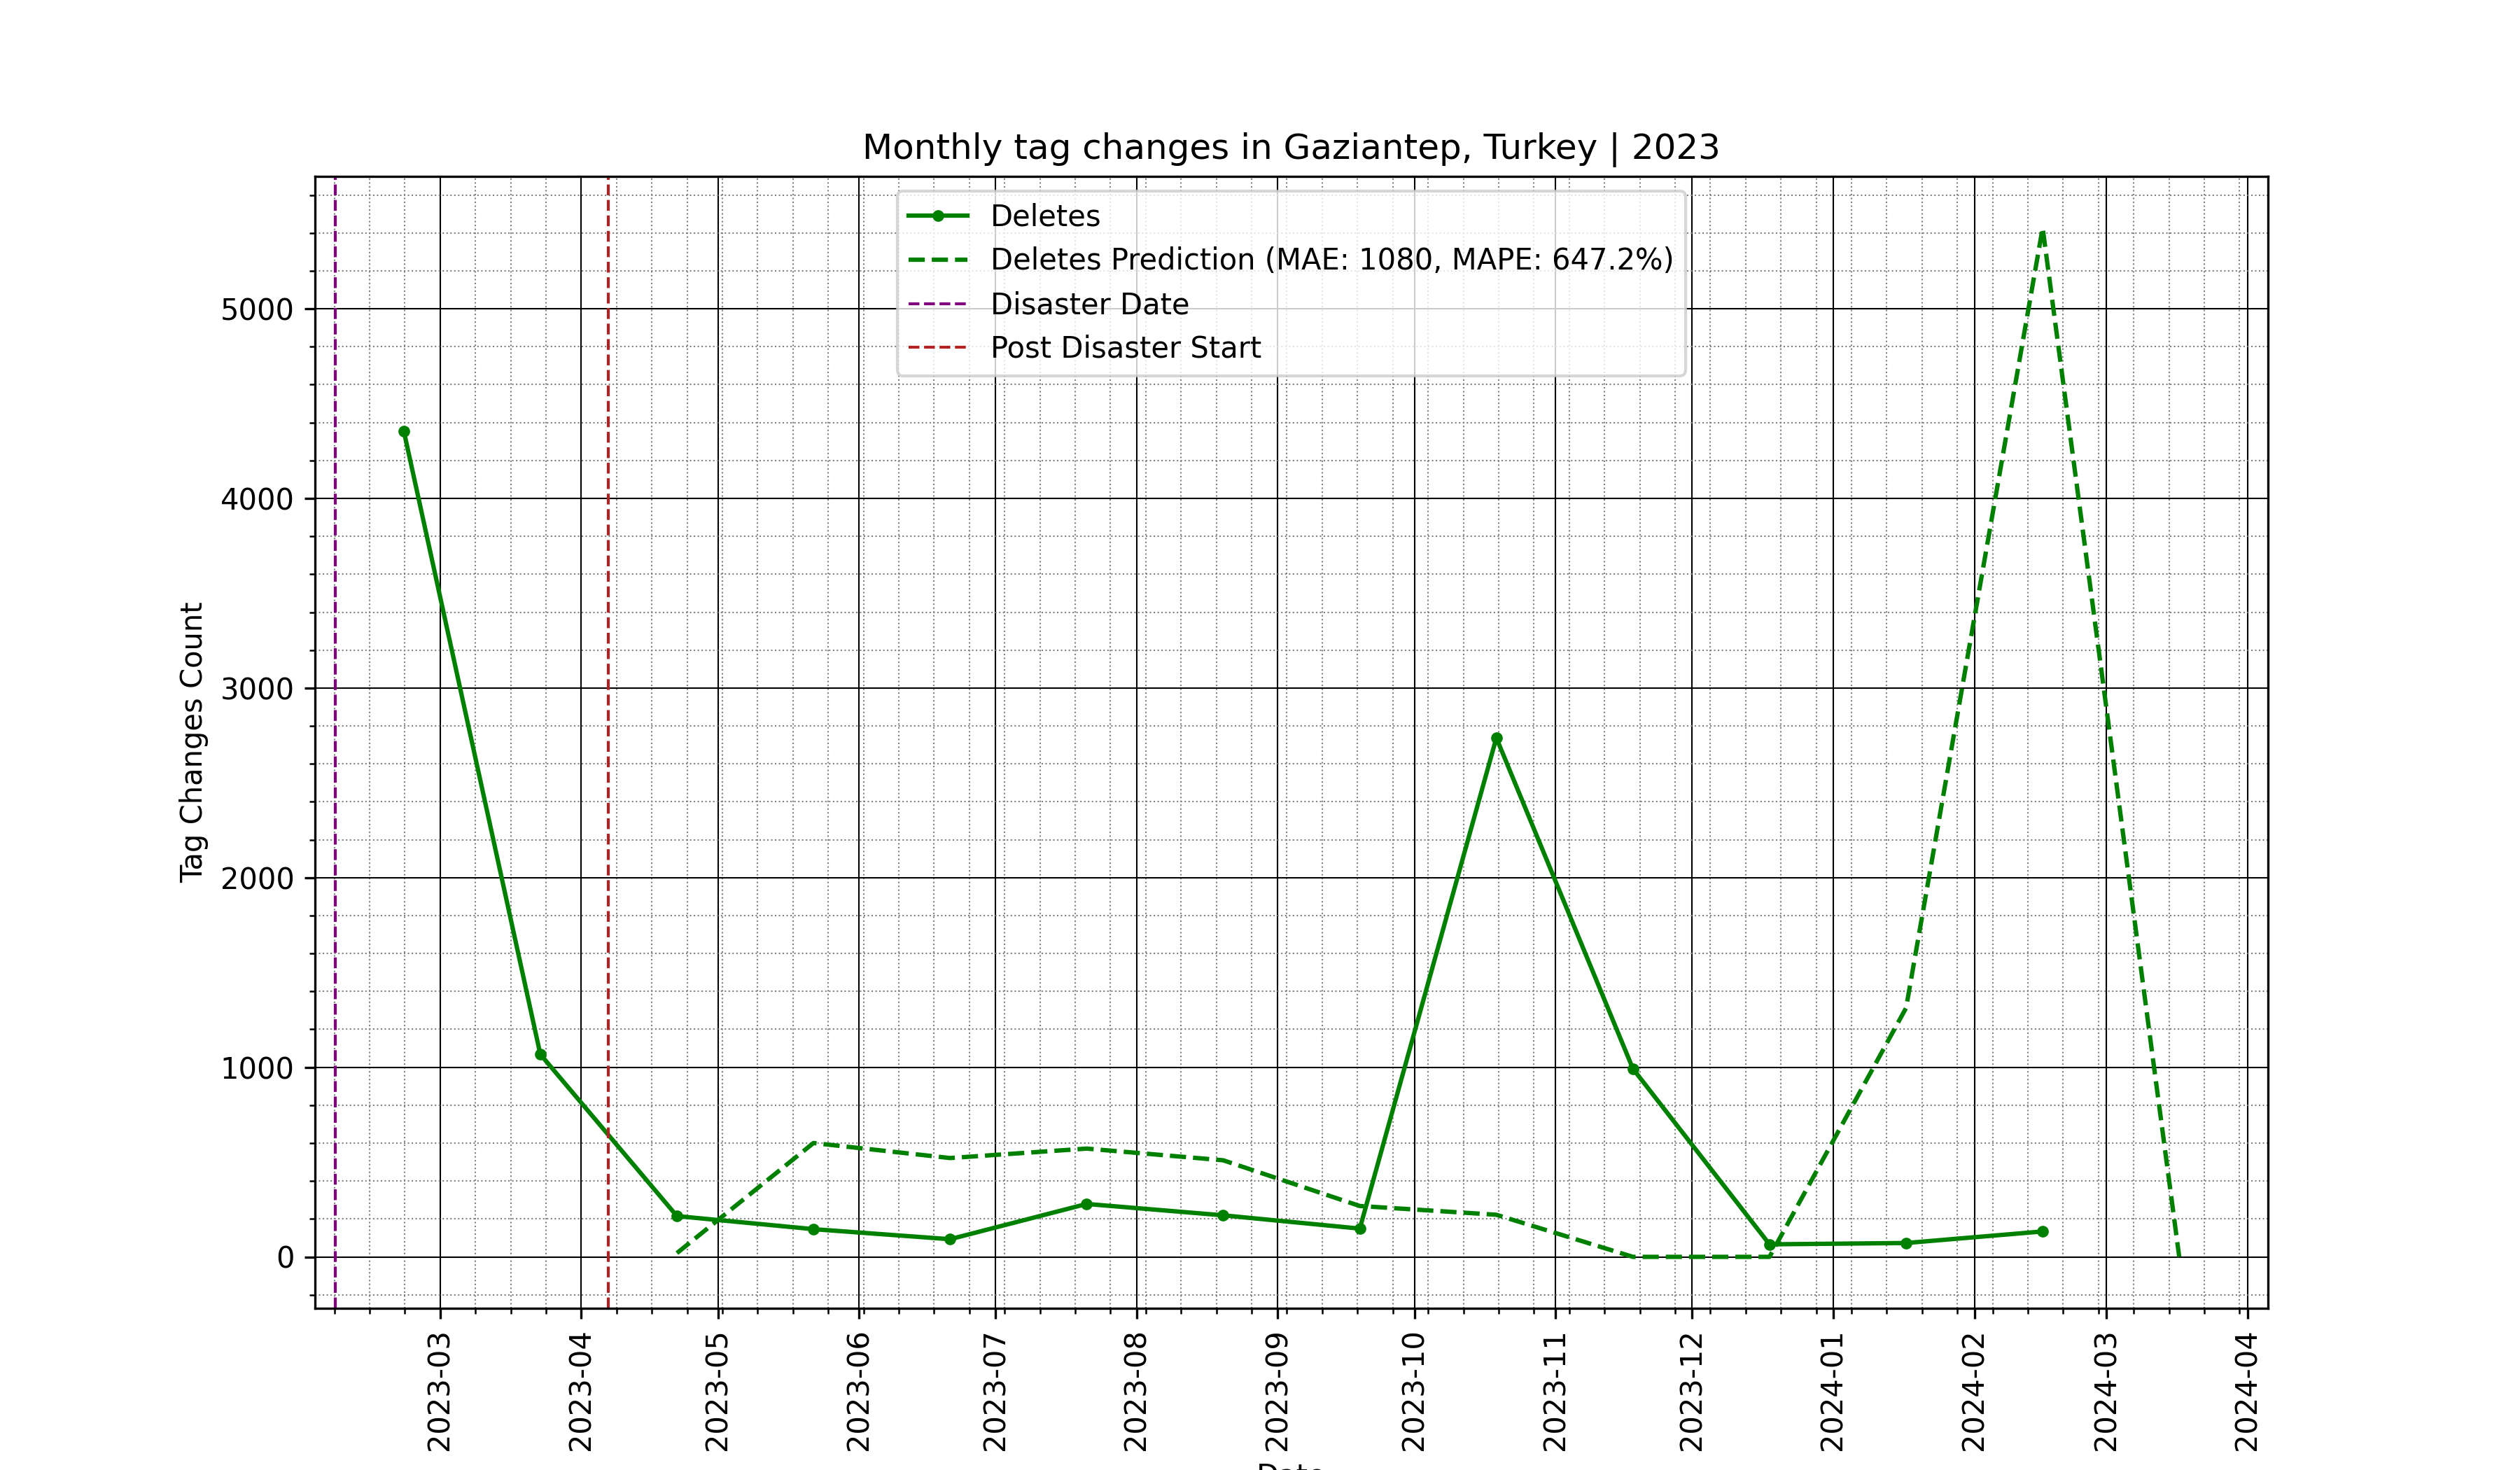 Monthly tag changes in Gaziantep, Turkey | 2023
Deletes
Deletes Prediction (MAE: 1080, MAPE: 647.2%)
Disaster Date
Post Disaster Start
Tag Changes Count
5000
4000
3000
2000
1000
0
2023-03
2023-04
2023-05
2023-06
2023-07
2023-08
2023-09
2023-10
2023-11
2023-12
2024-01
2024-02
2024-03
2024-04
Date